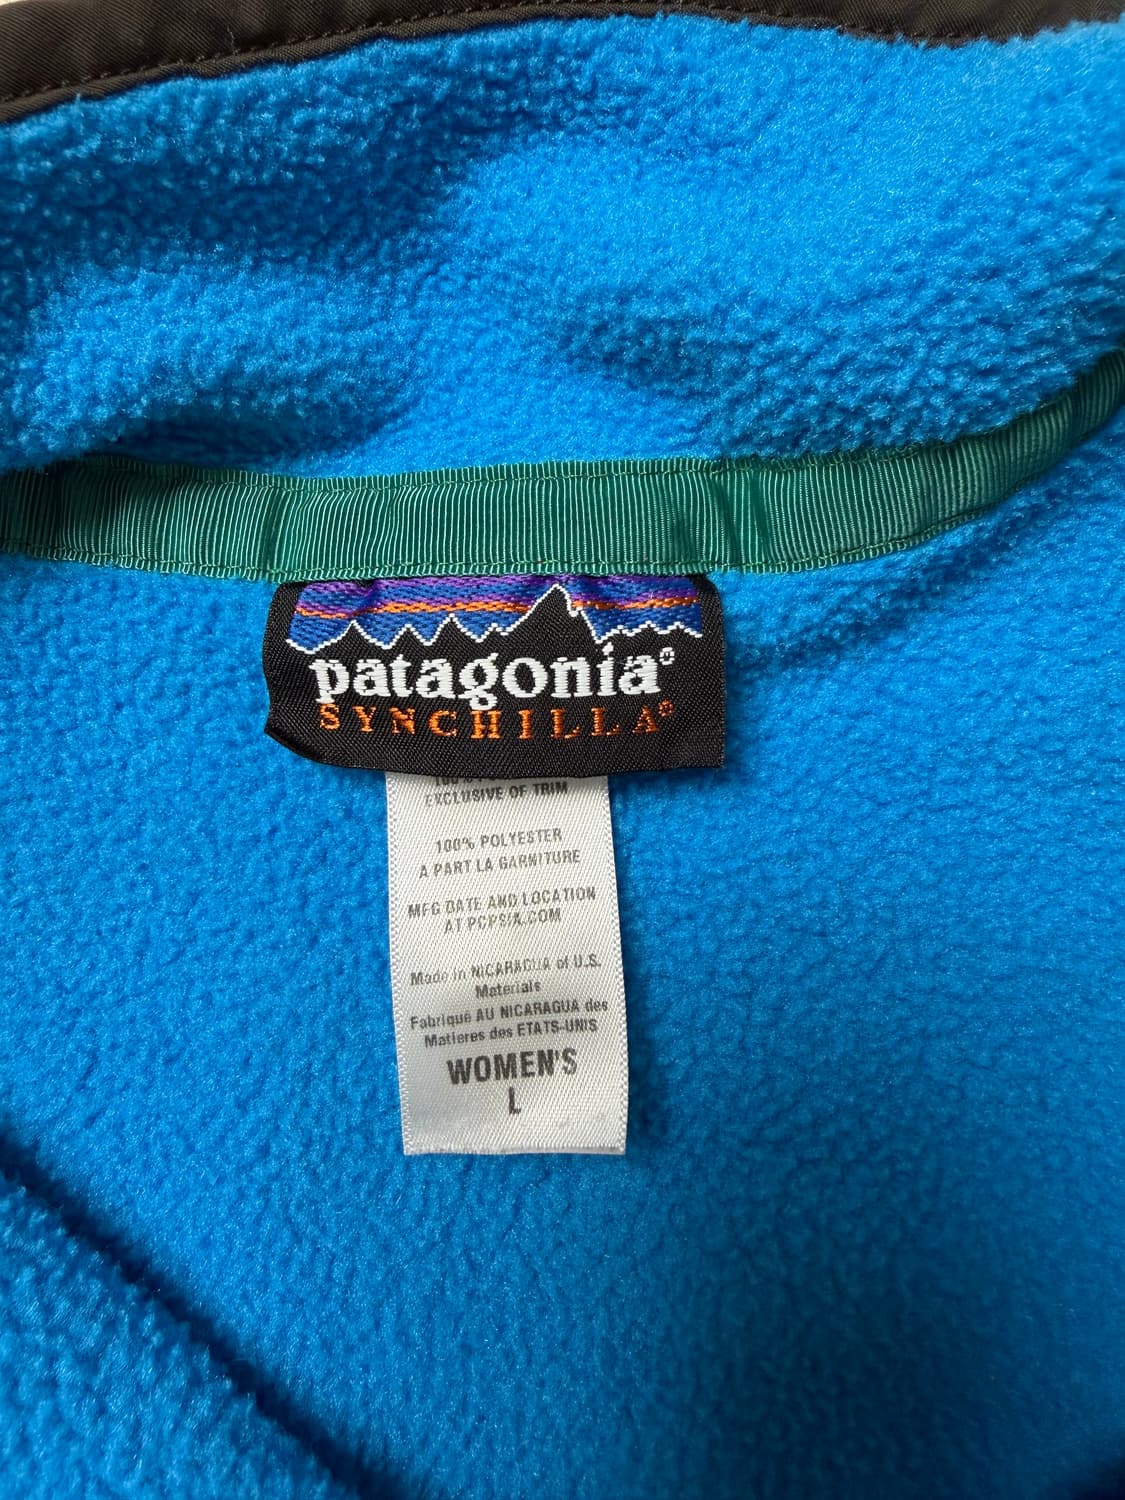 patagonia®
SYNCHILLA®
EXCLUSIVE OF TRIM
100% POLYESTER
A PART LA GARNITURE
MFG DATE AND LOCATION
AT PCPSIA.COM
Made in NICARAGUA of U.S.
Materials
Fabriqué AU NICARAGUA des
Matieres des ETATS-UNIS
WOMEN'S
L